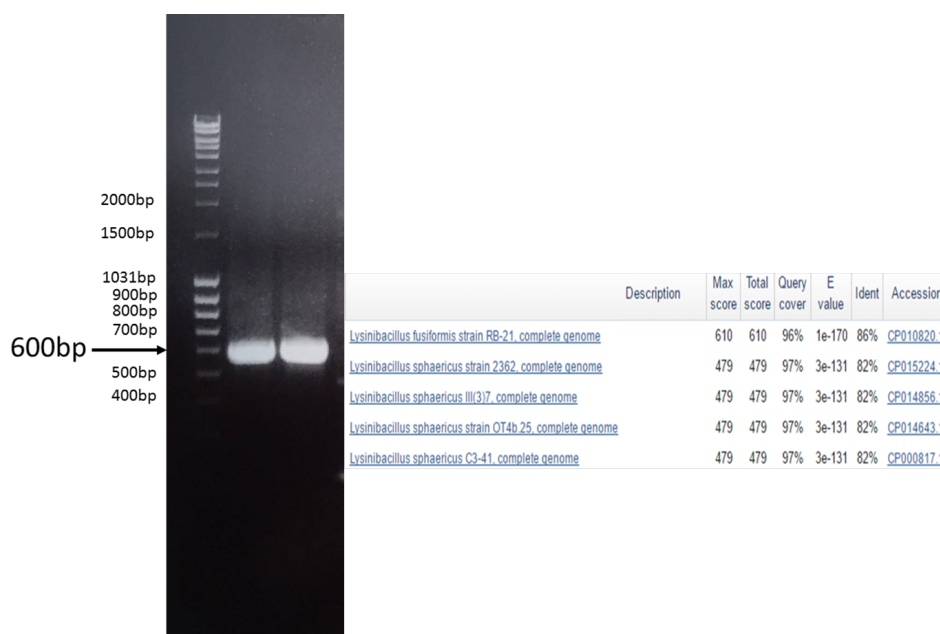 2000bp
1500bp
1031bp
900bp
800bp
700bp
600bp
500bp
400bp
Description Max score Total score Query cover E value Ident Accession
Lysinibacillus fusiformis strain RB-21, complete genome 610 610 96% 1e-170 86% CP010820.
Lysinibacillus sphaericus strain 2362, complete genome 479 479 97% 3e-131 82% CP015224.
Lysinibacillus sphaericus III(3)7, complete genome 479 479 97% 3e-131 82% CP014856.
Lysinibacillus sphaericus strain OT4b.25, complete genome 479 479 97% 3e-131 82% CP014643.
Lysinibacillus sphaericus C3-41, complete genome 479 479 97% 3e-131 82% CP000817.